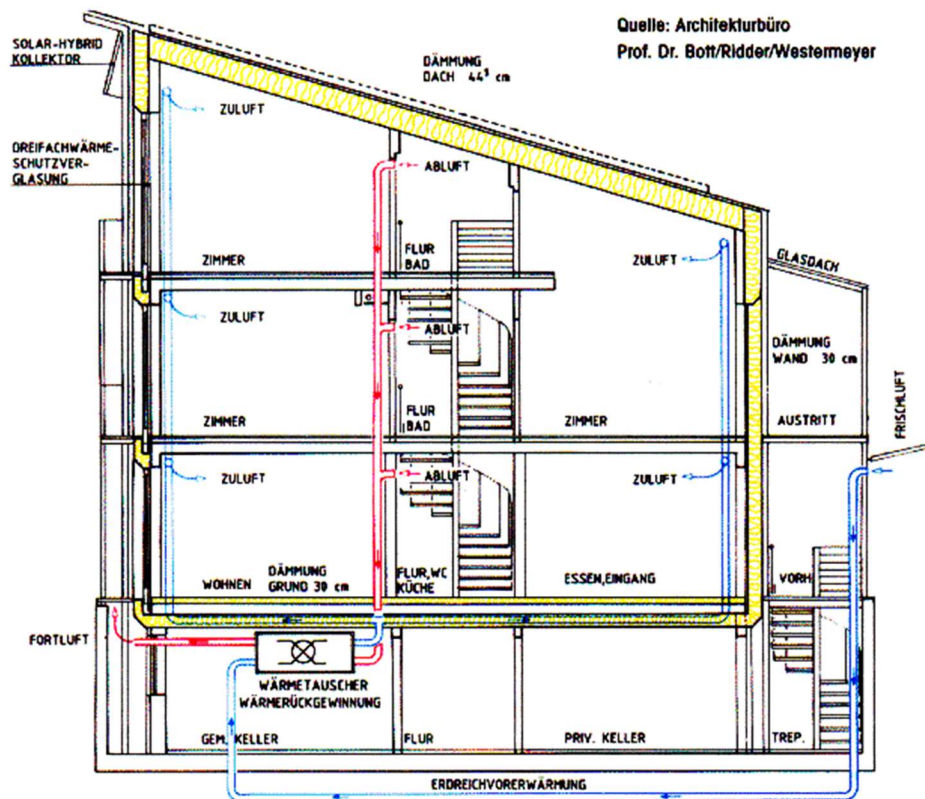 Quelle: Architekturbüro
Prof. Dr. Bott/Ridder/Westermeyer
SOLAR-HYBRID
KOLLEKTOR
DÄMMUNG
DACH 44⁵ cm
ZULUFT
DREIFACHWÄRME-
SCHUTZVER-
GLASUNG
ABLUFT
ZIMMER
FLUR
BAD
ZULUFT
GLASDACH
ZULUFT
ABLUFT
DÄMMUNG
WAND 30 cm
ZIMMER
FLUR
BAD
ZIMMER
AUSTRITT
FRISCHLUFT
ZULUFT
ABLUFT
ZULUFT
WOHNEN
DÄMMUNG
GRUND 30 cm
FLUR, WC
KÜCHE
ESSEN, EINGANG
VORH
FORTLUFT
WÄRMETAUSCHER
WÄRMERÜCKGEWINNUNG
GEM. KELLER
FLUR
PRIV. KELLER
TREP.
ERDREICHVORERWÄRMUNG